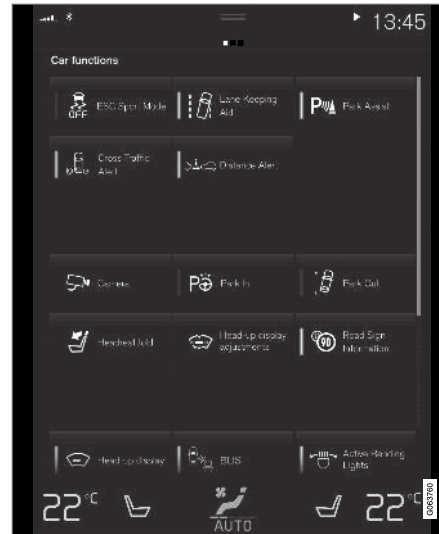 13:45
Car functions
OFF
ESC Sport Mode
Lane Keeping
Aid
P
Park Assist
Cross Traffic
Alert
Distance Alert
Camera
P
Park In
Park Out
Headrest fold
Head-up display
adjustments
90
Road Sign
Information
Head-up display
BLIS
Active Bending
Lights
22°C
AUTO
22°C
G063760